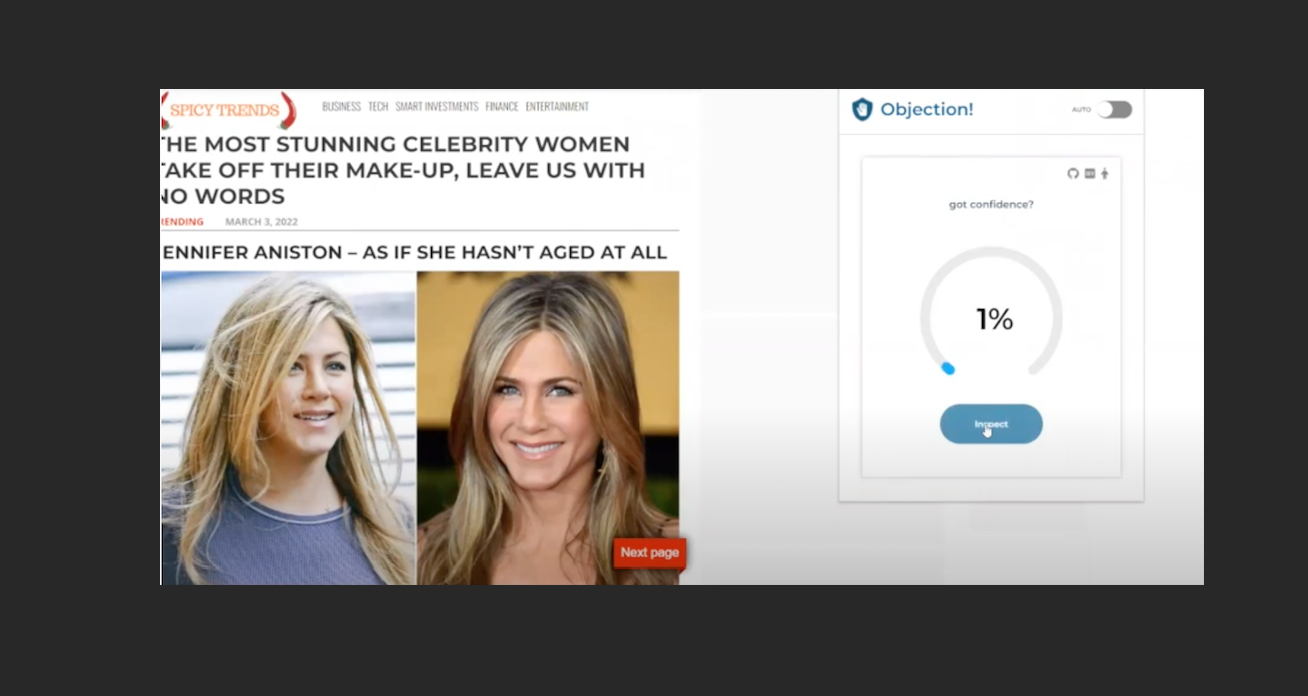 SPICY TRENDS
BUSINESS TECH SMART INVESTMENTS FINANCE ENTERTAINMENT
THE MOST STUNNING CELEBRITY WOMEN
TAKE OFF THEIR MAKE-UP, LEAVE US WITH
NO WORDS
RENDING MARCH 3, 2022
ENNIFER ANISTON – AS IF SHE HASN'T AGED AT ALL
Next page
Objection!
AUTO
got confidence?
1%
Inspect